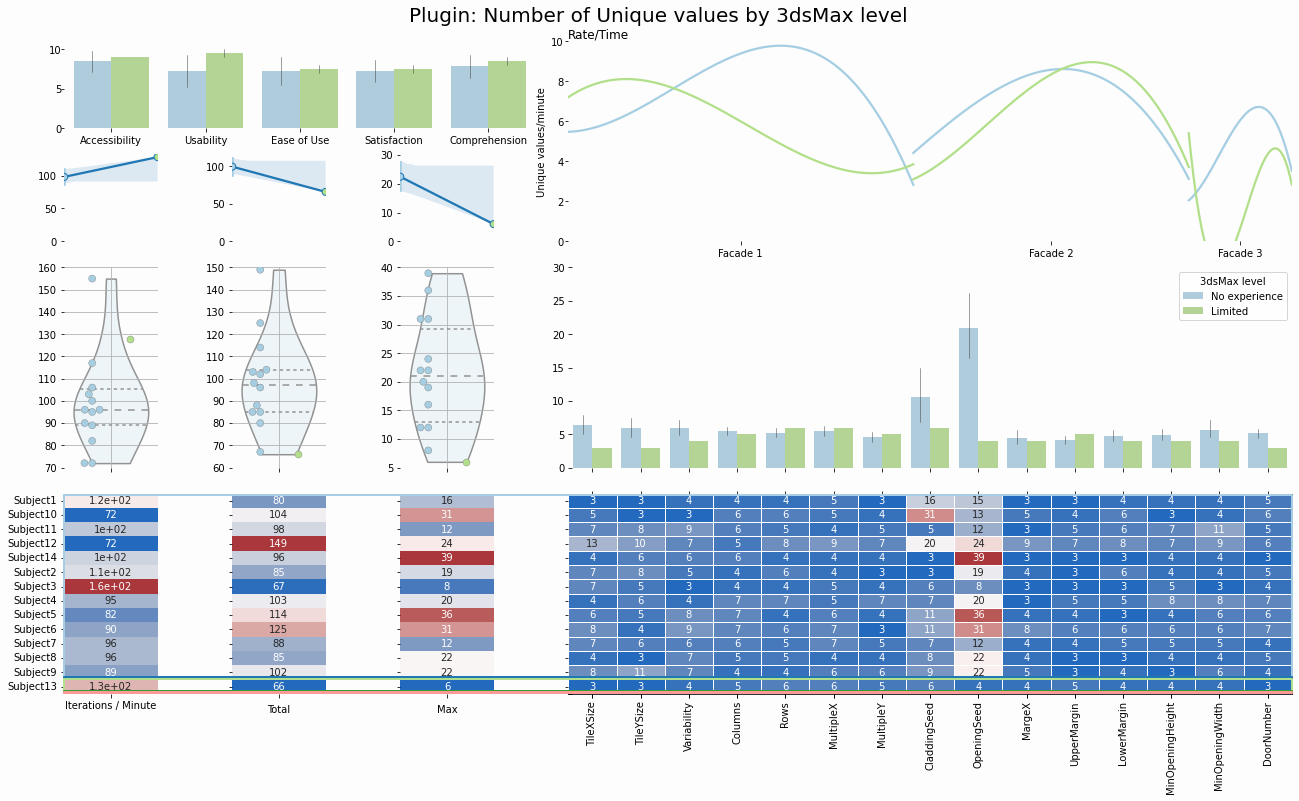 Plugin: Number of Unique values by 3dsMax level
10
5
0
Accessibility Usability Ease of Use Satisfaction Comprehension
100
50
0
100
50
0
30
20
10
0
Rate/Time
Unique values/minute
10
8
6
4
2
0
Facade 1 Facade 2 Facade 3
160
150
140
130
120
110
100
90
80
70
150
140
130
120
110
100
90
80
70
60
40
35
30
25
20
15
10
5
30
25
20
15
10
5
0
3dsMax level
No experience
Limited
Subject1 1.2e+02 80 16 3 3 4 4 4 5 3 16 15 3 3 4 4 4 5
Subject10 72 104 31 5 3 3 6 6 5 4 31 13 5 4 6 3 4 6
Subject11 1e+02 98 12 7 8 9 6 5 4 5 5 12 3 5 6 7 11 5
Subject12 72 149 24 13 10 7 5 8 9 7 20 24 9 7 8 7 9 6
Subject14 1e+02 96 39 4 6 6 6 4 4 4 3 39 4 3 3 4 4 3
Subject2 1.1e+02 85 19 7 8 5 4 6 4 3 3 19 4 3 6 4 4 5
Subject3 1.6e+02 67 8 7 5 3 4 4 5 4 6 8 3 3 3 5 3 4
Subject4 95 103 20 4 6 4 7 7 5 7 7 20 3 5 5 8 8 7
Subject5 82 114 36 6 5 8 7 4 6 4 11 36 4 4 3 4 6 6
Subject6 90 125 31 8 4 9 7 6 7 3 11 31 8 6 6 6 6 7
Subject7 96 88 12 7 6 6 6 5 7 5 7 12 4 4 5 5 5 4
Subject8 96 85 22 4 3 7 5 5 4 4 8 22 4 3 3 4 4 5
Subject9 89 102 22 8 11 7 4 4 6 6 9 22 5 3 4 3 6 4
Subject13 1.3e+02 66 6 3 3 4 5 6 6 5 6 4 4 5 4 4 4 3
Iterations / Minute
Total
Max
TileXSize
TileYSize
Variability
Columns
Rows
MultipleX
MultipleY
CladdingSeed
OpeningSeed
MargeX
UpperMargin
LowerMargin
MinOpeningHeight
MinOpeningWidth
DoorNumber